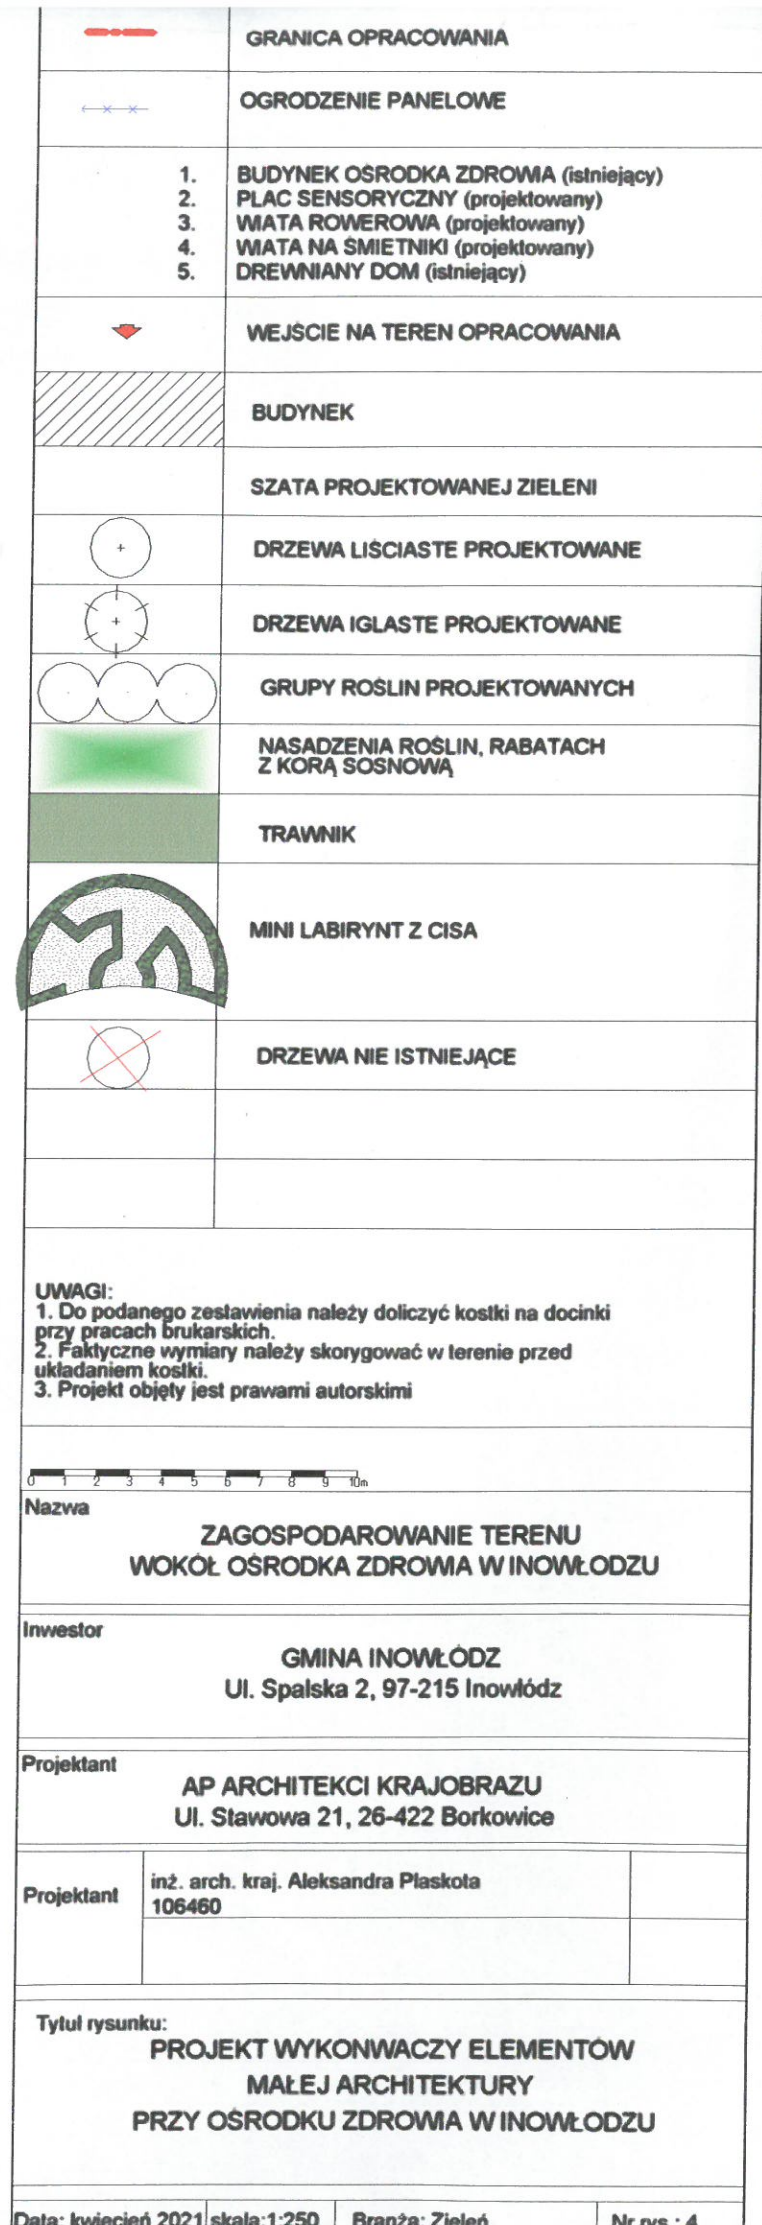 GRANICA OPRACOWANIA
OGRODZENIE PANELOWE
1. BUDYNEK OŚRODKA ZDROWIA (istniejący)
2. PLAC SENSORYCZNY (projektowany)
3. WIATA ROWEROWA (projektowany)
4. WIATA NA ŚMIETNIKI (projektowany)
5. DREWNIANY DOM (istniejący)
WEJŚCIE NA TEREN OPRACOWANIA
BUDYNEK
SZATA PROJEKTOWANEJ ZIELENI
DRZEWA LIŚCIASTE PROJEKTOWANE
DRZEWA IGLASTE PROJEKTOWANE
GRUPY ROŚLIN PROJEKTOWANYCH
NASADZENIA ROŚLIN, RABATACH
Z KORĄ SOSNOWĄ
TRAWNIK
MINI LABIRYNT Z CISA
DRZEWA NIE ISTNIEJĄCE
UWAGI:
1. Do podanego zestawienia należy doliczyć kostki na docinki
przy pracach brukarskich.
2. Faktyczne wymiary należy skorygować w terenie przed
układaniem kostki.
3. Projekt objęty jest prawami autorskimi
0 1 2 3 4 5 6 7 8 9 10m
Nazwa
ZAGOSPODAROWANIE TERENU
WOKÓŁ OŚRODKA ZDROWIA W INOWŁODZU
Inwestor
GMINA INOWŁÓDZ
Ul. Spalska 2, 97-215 Inowłódz
Projektant
AP ARCHITEKCI KRAJOBRAZU
Ul. Stawowa 21, 26-422 Borkowice
Projektant
inż. arch. kraj. Aleksandra Plaskota
106460
Tytuł rysunku:
PROJEKT WYKONWACZY ELEMENTÓW
MAŁEJ ARCHITEKTURY
PRZY OŚRODKU ZDROWIA W INOWŁODZU
Data: kwiecień 2021 skala:1:250 Branża: Zieleń Nr rys.: 4